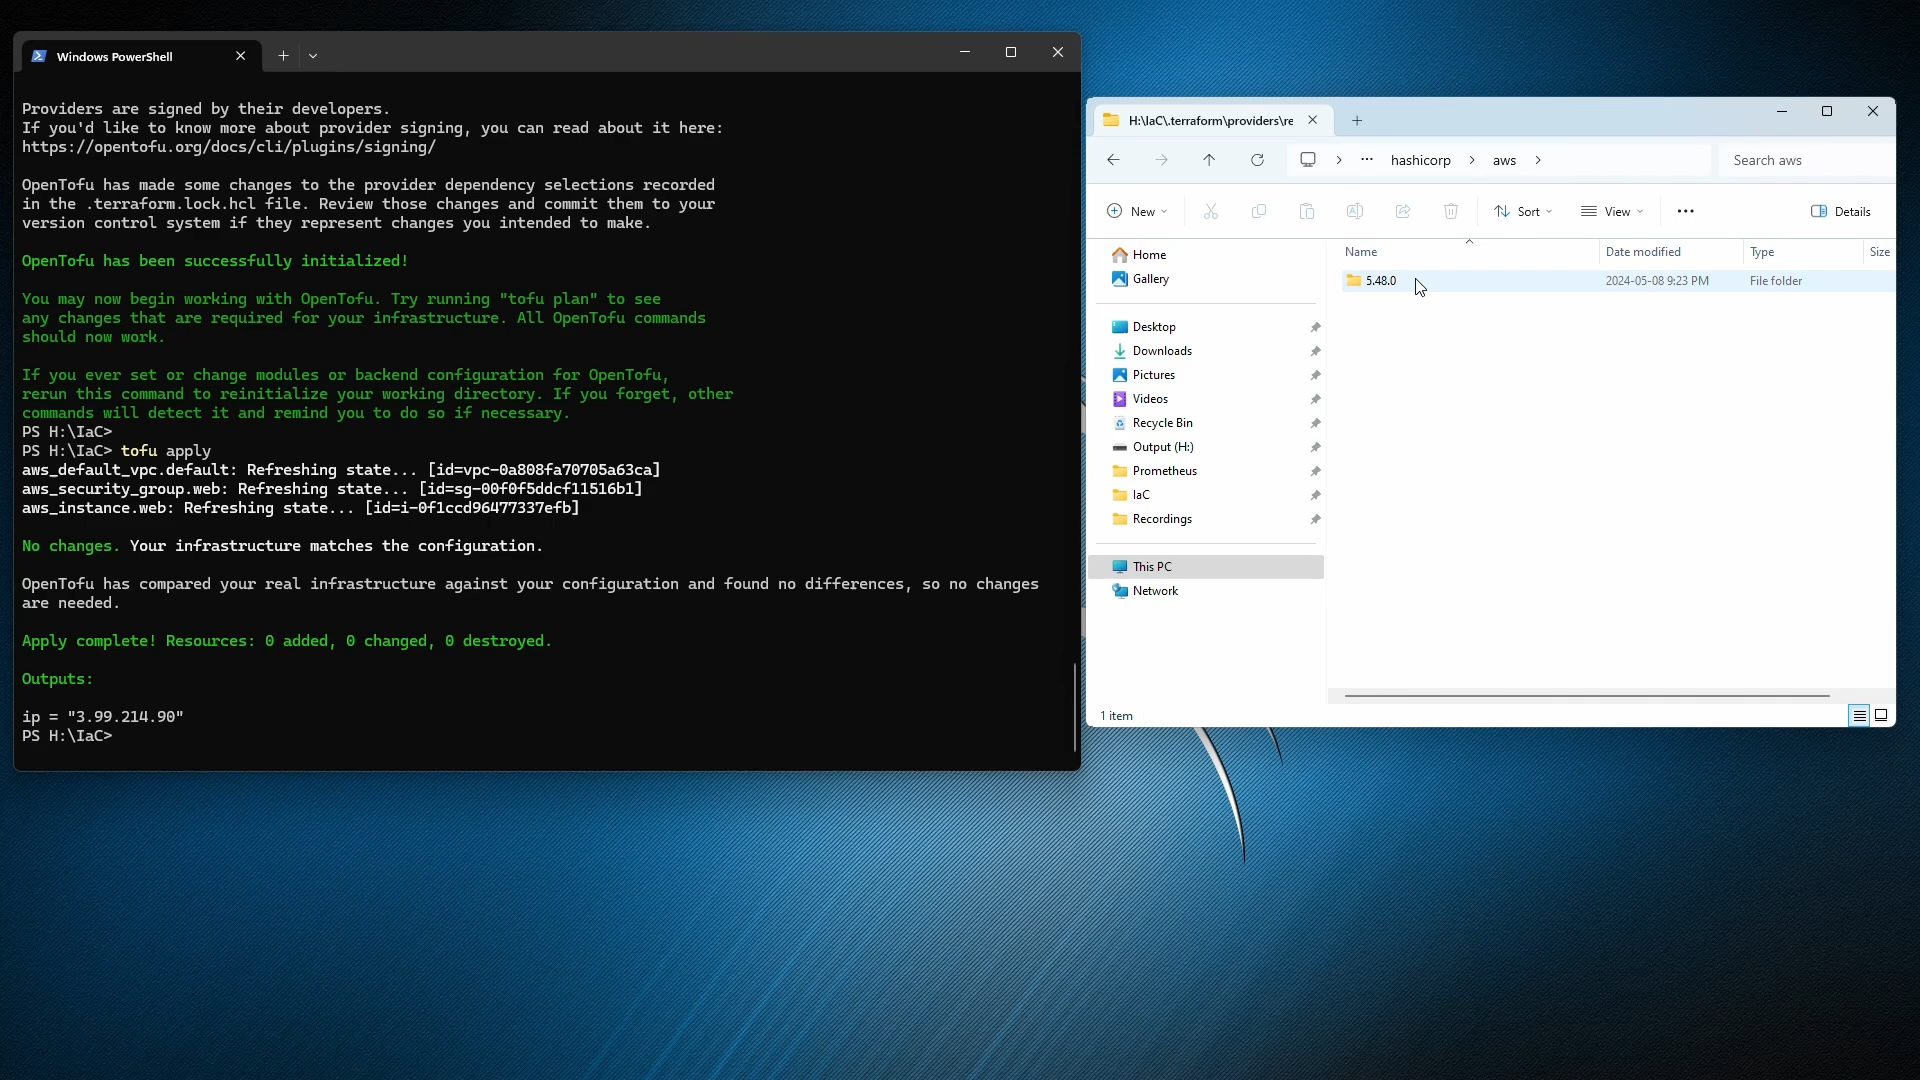 Windows PowerShell
Providers are signed by their developers.
If you'd like to know more about provider signing, you can read about it here:
https://opentofu.org/docs/cli/plugins/signing/
OpenTofu has made some changes to the provider dependency selections recorded
in the .terraform.lock.hcl file. Review those changes and commit them to your
version control system if they represent changes you intended to make.
OpenTofu has been successfully initialized!
You may now begin working with OpenTofu. Try running "tofu plan" to see
any changes that are required for your infrastructure. All OpenTofu commands
should now work.
If you ever set or change modules or backend configuration for OpenTofu,
rerun this command to reinitialize your working directory. If you forget, other
commands will detect it and remind you to do so if necessary.
PS H:\IaC>
PS H:\IaC> tofu apply
aws_default_vpc.default: Refreshing state... [id=vpc-0a808fa70705a63ca]
aws_security_group.web: Refreshing state... [id=sg-00f0f5ddcf11516b1]
aws_instance.web: Refreshing state... [id=i-0f1ccd96477337efb]
No changes. Your infrastructure matches the configuration.
OpenTofu has compared your real infrastructure against your configuration and found no differences, so no changes
are needed.
Apply complete! Resources: 0 added, 0 changed, 0 destroyed.
Outputs:
ip = "3.99.214.90"
PS H:\IaC>
H:\IaC\.terraform\providers\re
hashicorp > aws >
Search aws
New
Sort
View
Details
Home
Gallery
Desktop
Downloads
Pictures
Videos
Recycle Bin
Output (H:)
Prometheus
IaC
Recordings
This PC
Network
Name Date modified Type Size
5.48.0 2024-05-08 9:23 PM File folder
1 item